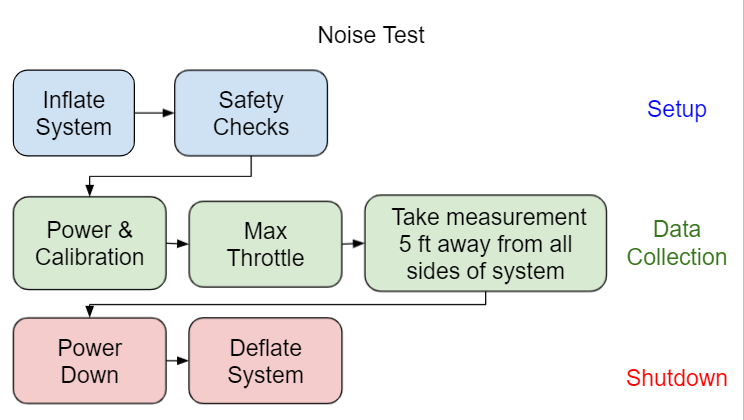 Noise Test
Inflate
System
Safety
Checks
Setup
Power &
Calibration
Max
Throttle
Take measurement
5 ft away from all
sides of system
Data
Collection
Power
Down
Deflate
System
Shutdown